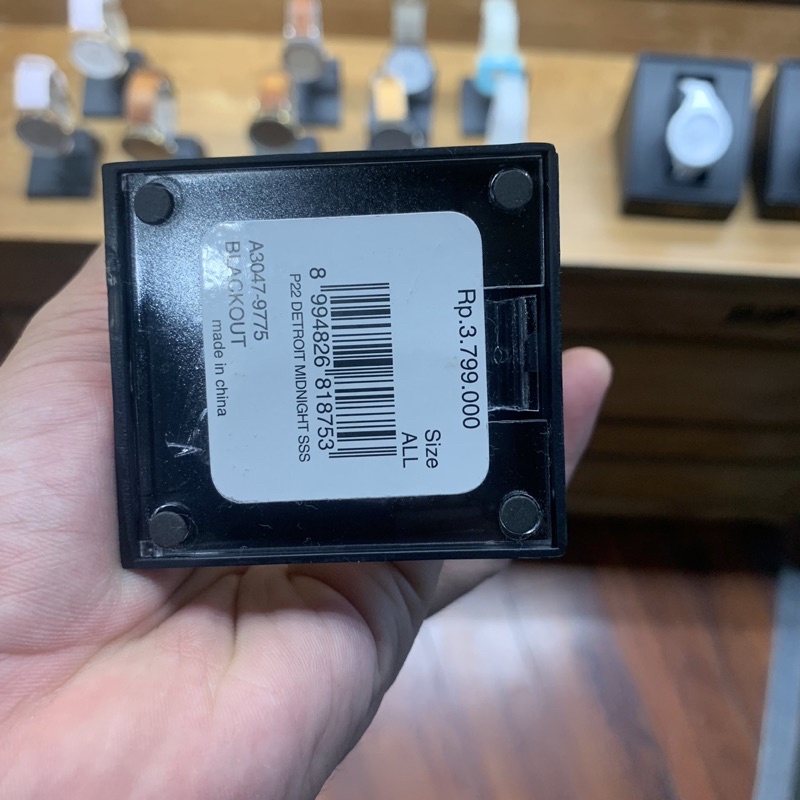 Rp.3.799.000
Size
ALL
8 994826 818753
P22 DETROIT MIDNIGHT SSS
A3047-9775
BLACKOUT
made in china